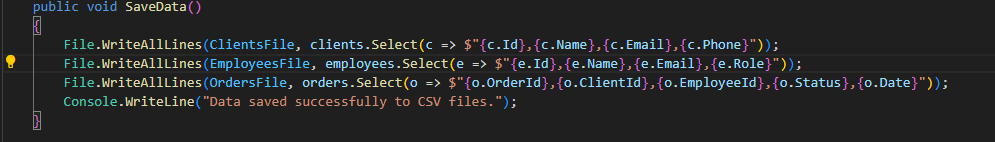 public void SaveData()
{
File.WriteAllLines(ClientsFile, clients.Select(c => $"{c.Id},{c.Name},{c.Email},{c.Phone}"));
File.WriteAllLines(EmployeesFile, employees.Select(e => $"{e.Id},{e.Name},{e.Email},{e.Role}"));
File.WriteAllLines(OrdersFile, orders.Select(o => $"{o.OrderId},{o.ClientId},{o.EmployeeId},{o.Status},{o.Date}"));
Console.WriteLine("Data saved successfully to CSV files.");
}